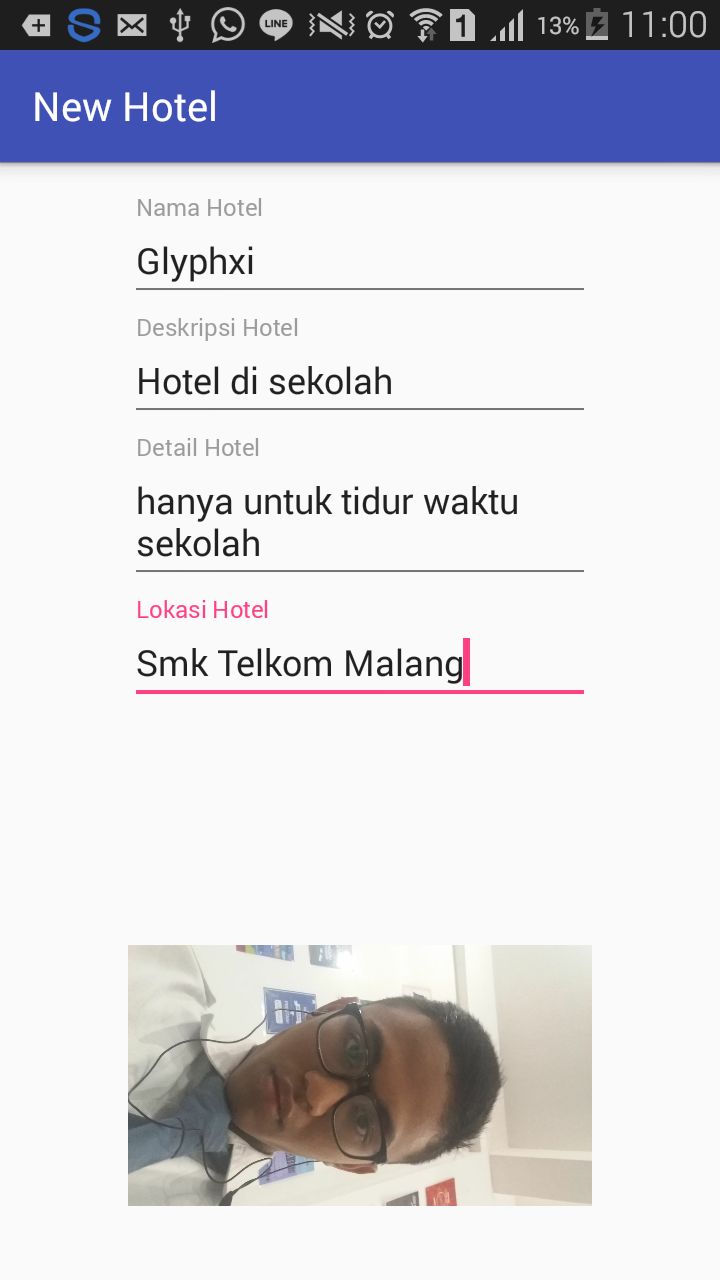 LINE
1
13%
11:00
New Hotel
Nama Hotel
Glyphxi
Deskripsi Hotel
Hotel di sekolah
Detail Hotel
hanya untuk tidur waktu
sekolah
Lokasi Hotel
Smk Telkom Malang